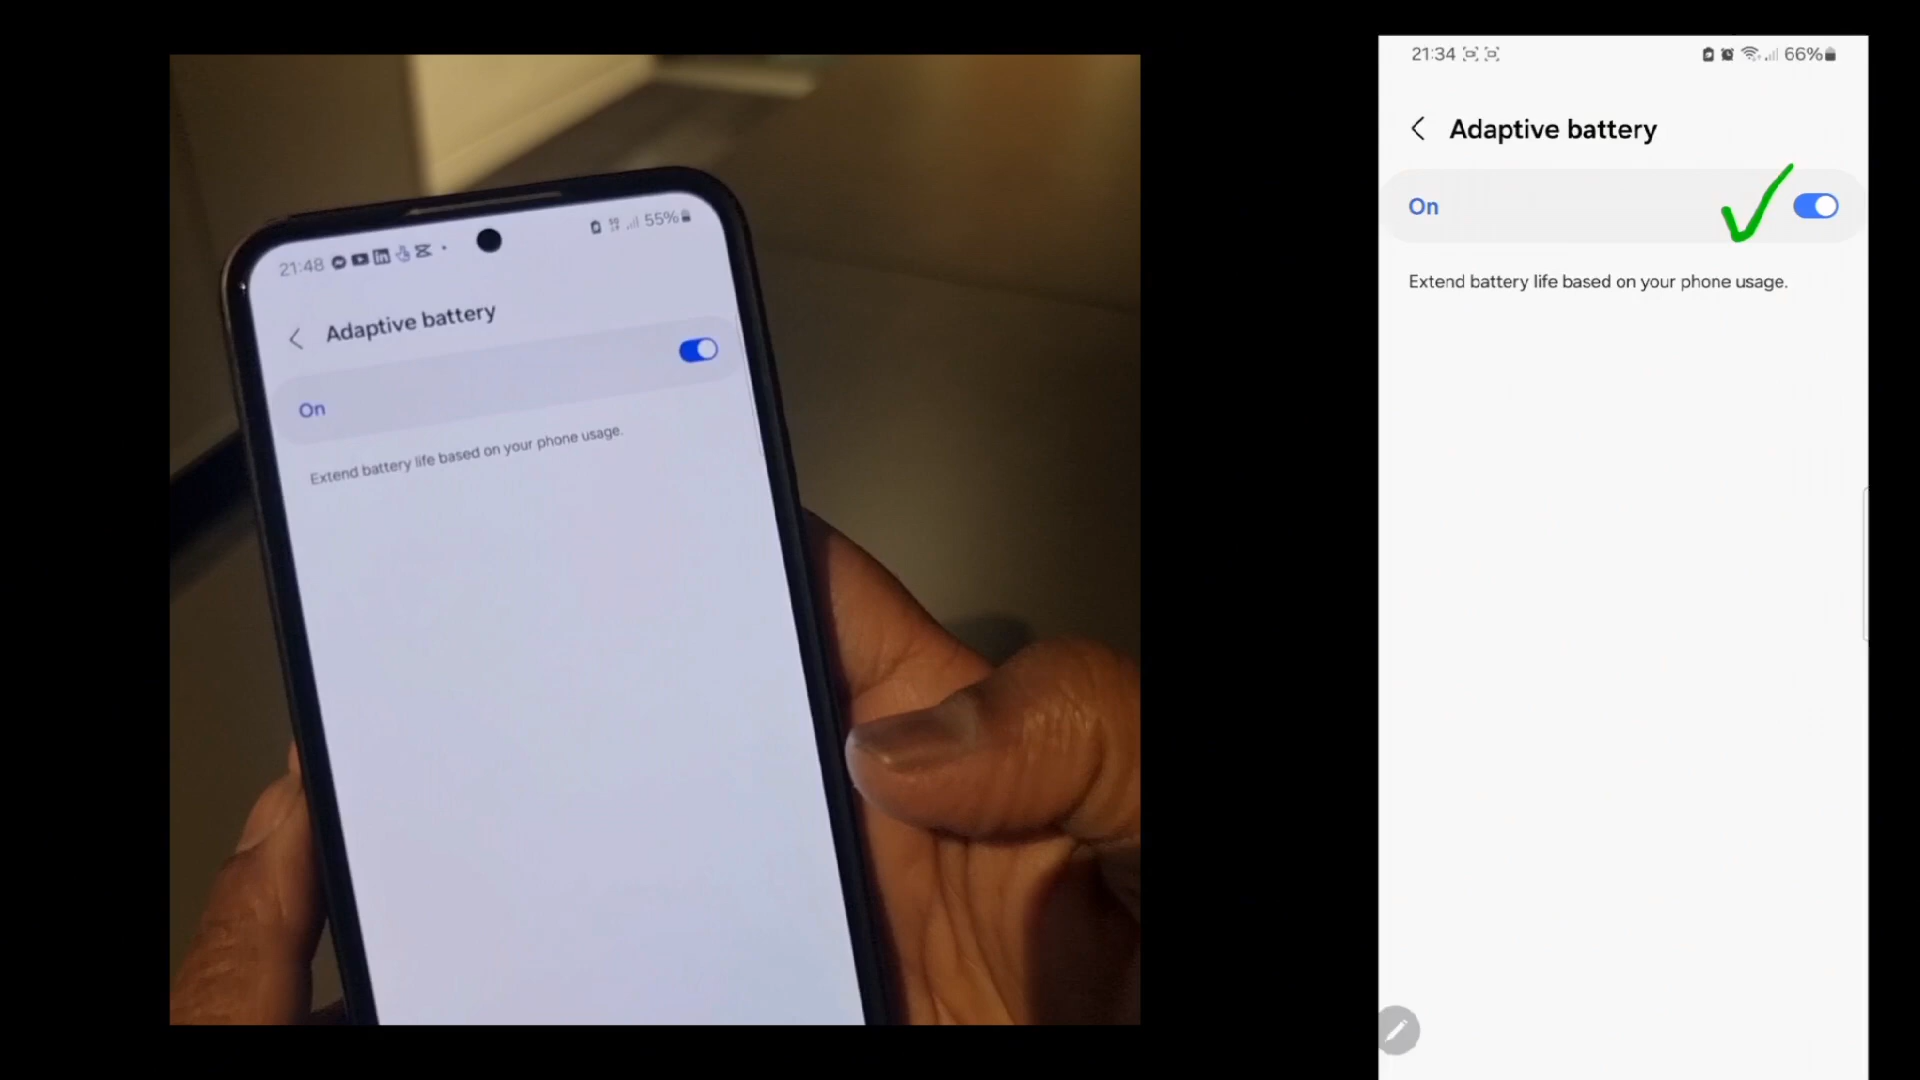 21:48
55%
Adaptive battery
On
Extend battery life based on your phone usage.
21:34
66%
Adaptive battery
On
Extend battery life based on your phone usage.